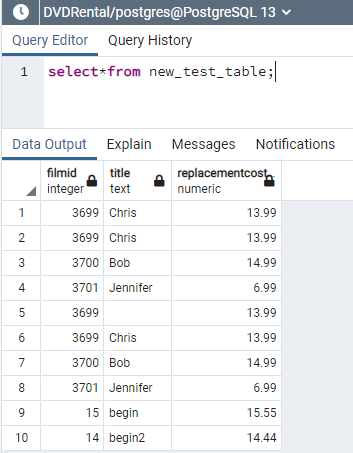 DVDRental/postgres@PostgreSQL 13
Query Editor Query History
1 select*from new_test_table;
Data Output Explain Messages Notifications
filmid title replacementcost
integer text numeric
1 3699 Chris 13.99
2 3699 Chris 13.99
3 3700 Bob 14.99
4 3701 Jennifer 6.99
5 3699 13.99
6 3699 Chris 13.99
7 3700 Bob 14.99
8 3701 Jennifer 6.99
9 15 begin 15.55
10 14 begin2 14.44